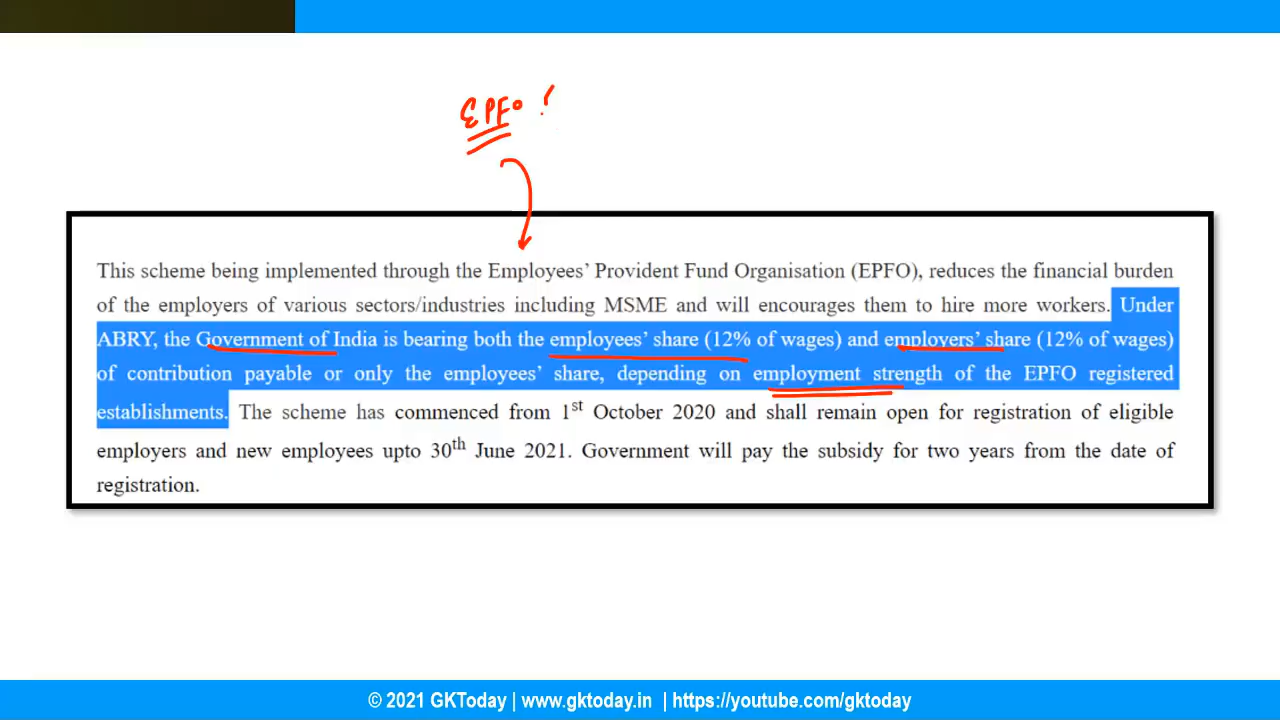 EPFO !
This scheme being implemented through the Employees' Provident Fund Organisation (EPFO), reduces the financial burden
of the employers of various sectors/industries including MSME and will encourages them to hire more workers. Under
ABRY, the Government of India is bearing both the employees' share (12% of wages) and employers' share (12% of wages)
of contribution payable or only the employees' share, depending on employment strength of the EPFO registered
establishments. The scheme has commenced from 1st October 2020 and shall remain open for registration of eligible
employers and new employees upto 30th June 2021. Government will pay the subsidy for two years from the date of
registration.
© 2021 GKToday | www.gktoday.in | https://youtube.com/gktoday